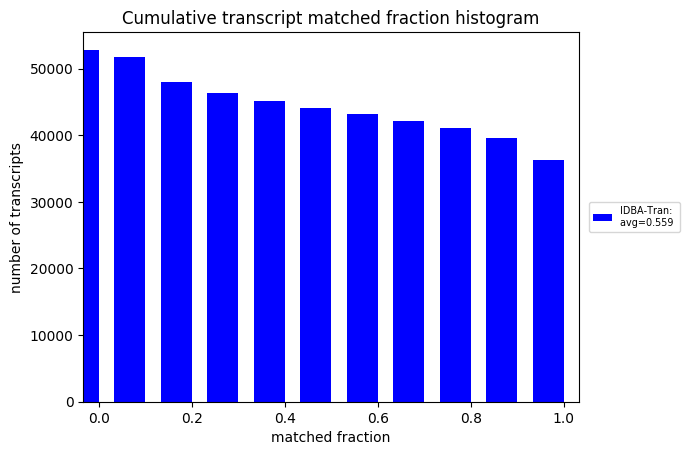 Cumulative transcript matched fraction histogram
number of transcripts
50000
40000
30000
20000
10000
0
0.0 0.2 0.4 0.6 0.8 1.0
matched fraction
IDBA-Tran:
avg=0.559